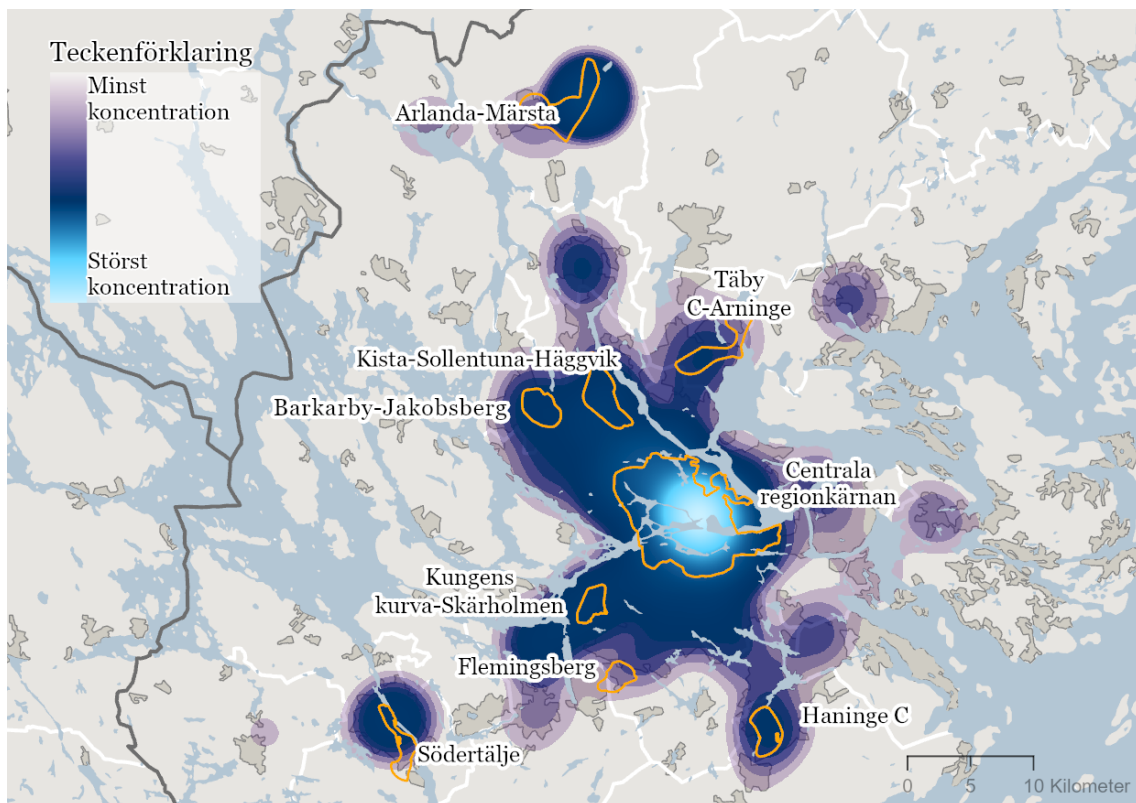 Teckenförklaring
Minst
koncentration
Störst
koncentration
Arlanda-Märsta
Täby
C-Arninge
Kista-Sollentuna-Häggvik
Barkarby-Jakobsberg
Centrala
regionkärnan
Kungens
kurva-Skärholmen
Flemingsberg
Haninge C
Södertälje
0 5 10 Kilometer